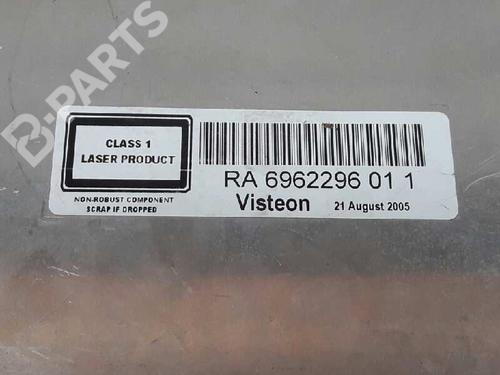 B-PARTS
CLASS 1
LASER PRODUCT
NON-ROBUST COMPONENT
SCRAP IF DROPPED
RA 6962296 01 1
Visteon 21 August 2005